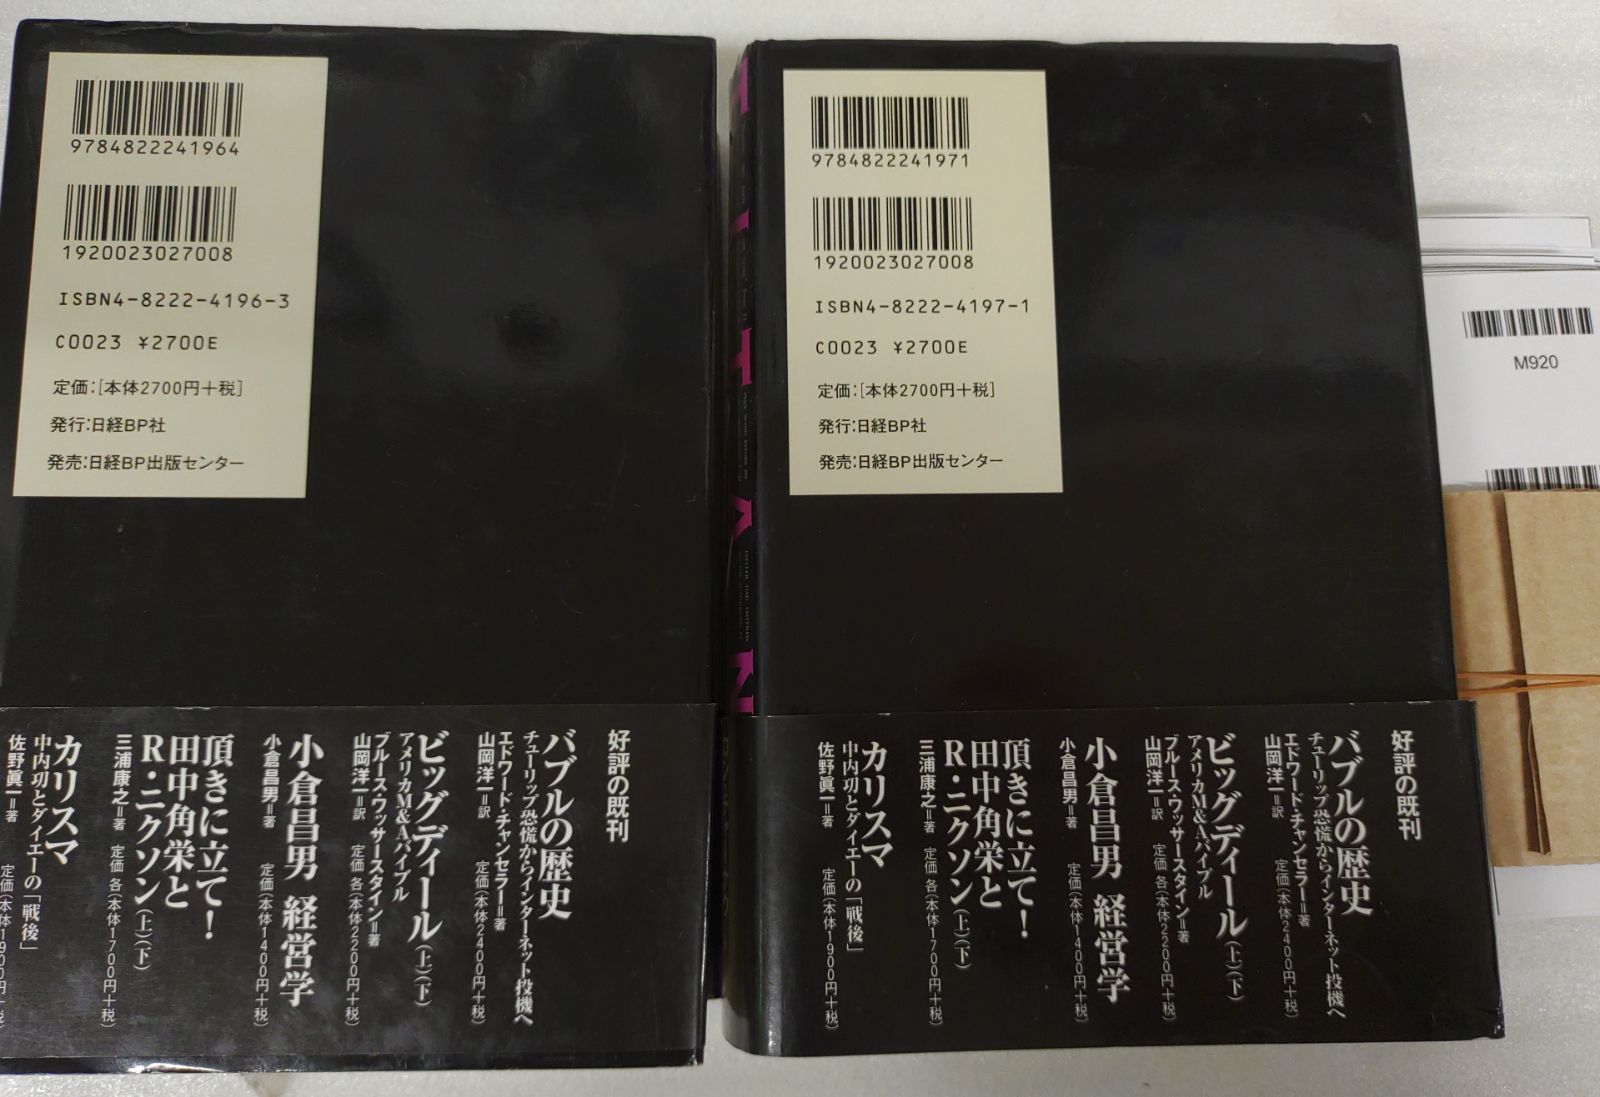 9784822241964
1920023027008
ISBN4-8222-4196-3
C0023 ¥2700E
定価:[本体2700円+税]
発行:日経BP社
発売:日経BP出版センター
好評の既刊
バブルの歴史
チューリップ恐慌からインターネット投機へ
エドワード・チャンセラー=著
山岡洋一=訳 定価(本体2400円+税)
ビッグディール(上)(下)
アメリカM&Aバイブル
ブルース・ワッサースタイン=著
山岡洋一=訳 定価 各(本体2200円+税)
小倉昌男 経営学
小倉昌男=著 定価(本体1400円+税)
頂きに立て!
田中角栄と
R・ニクソン(上)(下)
三浦康之=著 定価 各(本体1700円+税)
カリスマ
中内㓛とダイエーの「戦後」
佐野眞一=著 定価(本体1900円+税)
9784822241971
1920023027008
ISBN4-8222-4197-1
C0023 ¥2700E
定価:[本体2700円+税]
発行:日経BP社
発売:日経BP出版センター
好評の既刊
バブルの歴史
チューリップ恐慌からインターネット投機へ
エドワード・チャンセラー=著
山岡洋一=訳 定価(本体2400円+税)
ビッグディール(上)(下)
アメリカM&Aバイブル
ブルース・ワッサースタイン=著
山岡洋一=訳 定価 各(本体2200円+税)
小倉昌男 経営学
小倉昌男=著 定価(本体1400円+税)
頂きに立て!
田中角栄と
R・ニクソン(上)(下)
三浦康之=著 定価 各(本体1700円+税)
カリスマ
中内㓛とダイエーの「戦後」
佐野眞一=著 定価(本体1900円+税)
M920